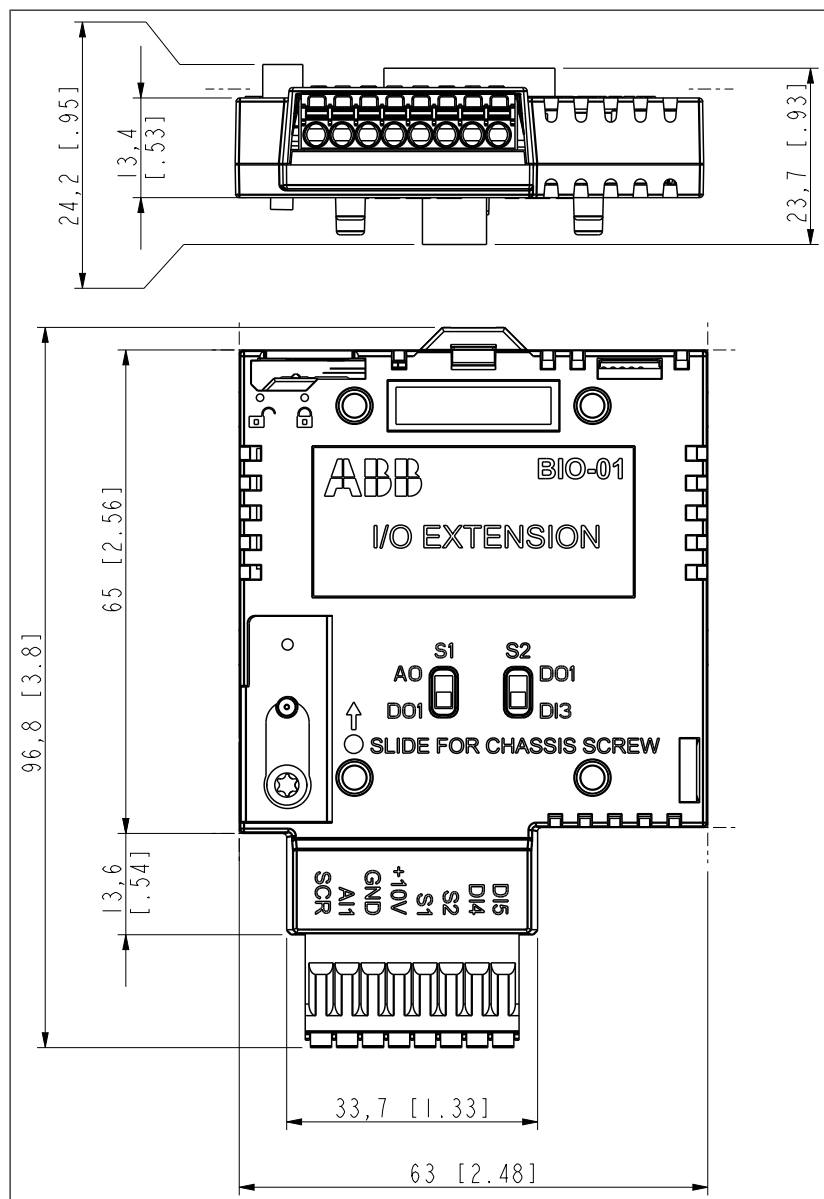 24,2 [.95]
13,4
[.53]
23,7 [.93]
ABB
BIO-01
I/O EXTENSION
65 [2.56]
96,8 [3.8]
S1
S2
AO
DO1
DO1
DI3
SLIDE FOR CHASSIS SCREW
13,6
[.54]
SCR
AI1
GND
+10V
S1
S2
DI4
DI5
33,7 [1.33]
63 [2.48]